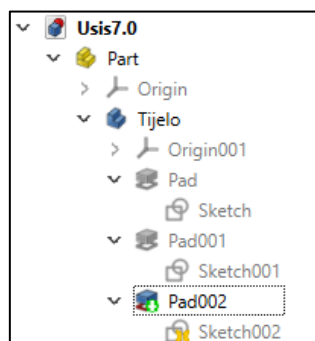 Usis7.0
Part
Origin
Tijelo
Origin001
Pad
Sketch
Pad001
Sketch001
Pad002
Sketch002